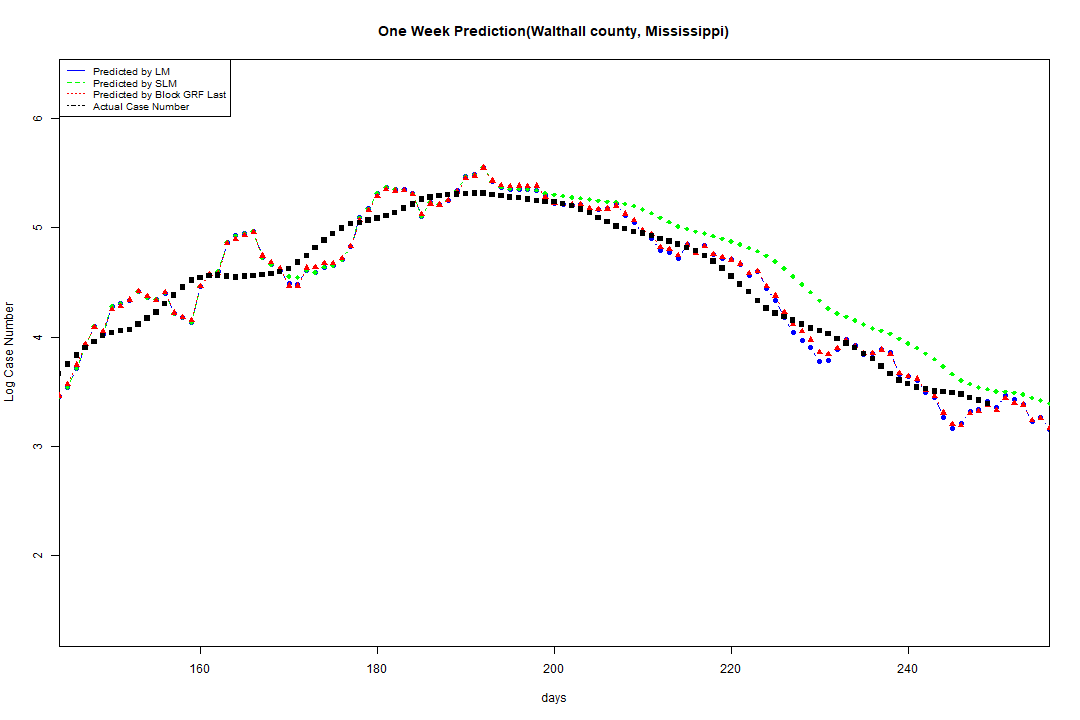 One Week Prediction(Walthall county, Mississippi)
Predicted by LM
Predicted by SLM
Predicted by Block GRF Last
Actual Case Number
6
5
4
3
2
Log Case Number
160 180 200 220 240
days